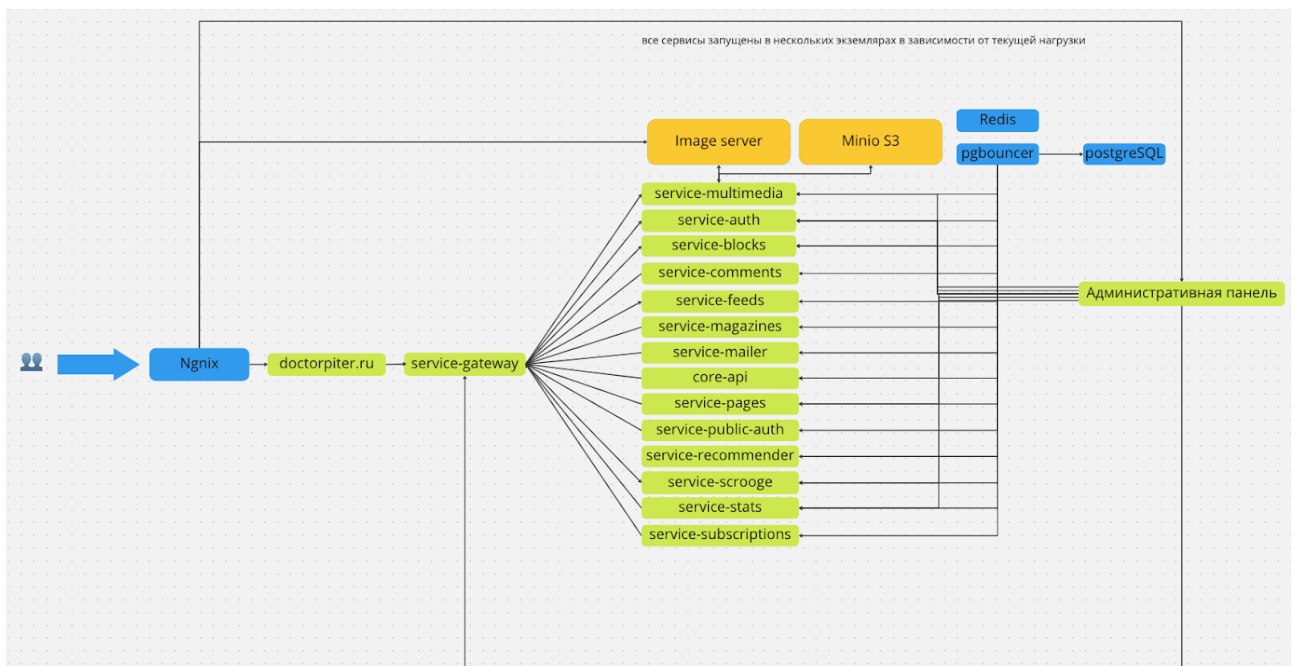 все сервисы запущены в нескольких экземлярах в зависимости от текущей нагрузки
Redis
Image server
Minio S3
pgbouncer
postgreSQL
service-multimedia
service-auth
service-blocks
service-comments
Административная панель
service-feeds
service-magazines
service-mailer
Ngnix
doctorpiter.ru
service-gateway
core-api
service-pages
service-public-auth
service-recommender
service-scrooge
service-stats
service-subscriptions